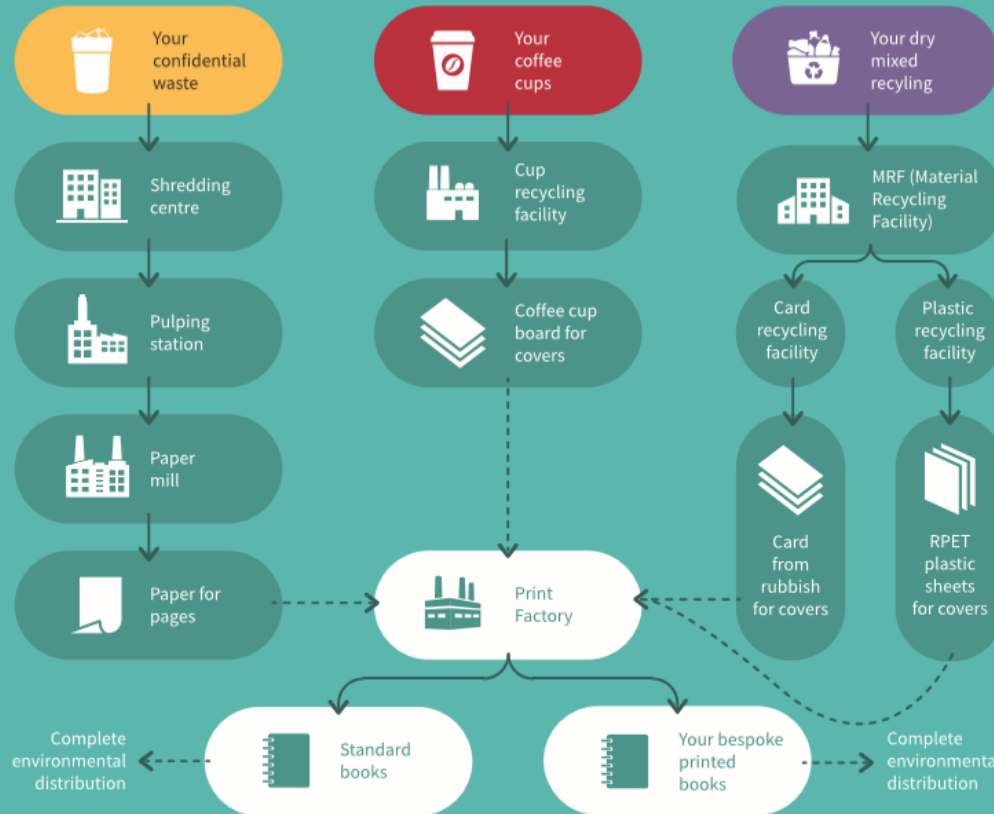 Your
confidential
waste
Your
coffee
cups
Your dry
mixed
recyling
Shredding
centre
Cup
recycling
facility
MRF (Material
Recycling
Facility)
Pulping
station
Coffee cup
board for
covers
Card
recycling
facility
Plastic
recycling
facility
Paper
mill
Card
from
rubbish
for covers
RPET
plastic
sheets
for covers
Paper for
pages
Print
Factory
Complete
environmental
distribution
Standard
books
Your bespoke
printed
books
Complete
environmenta
distribution